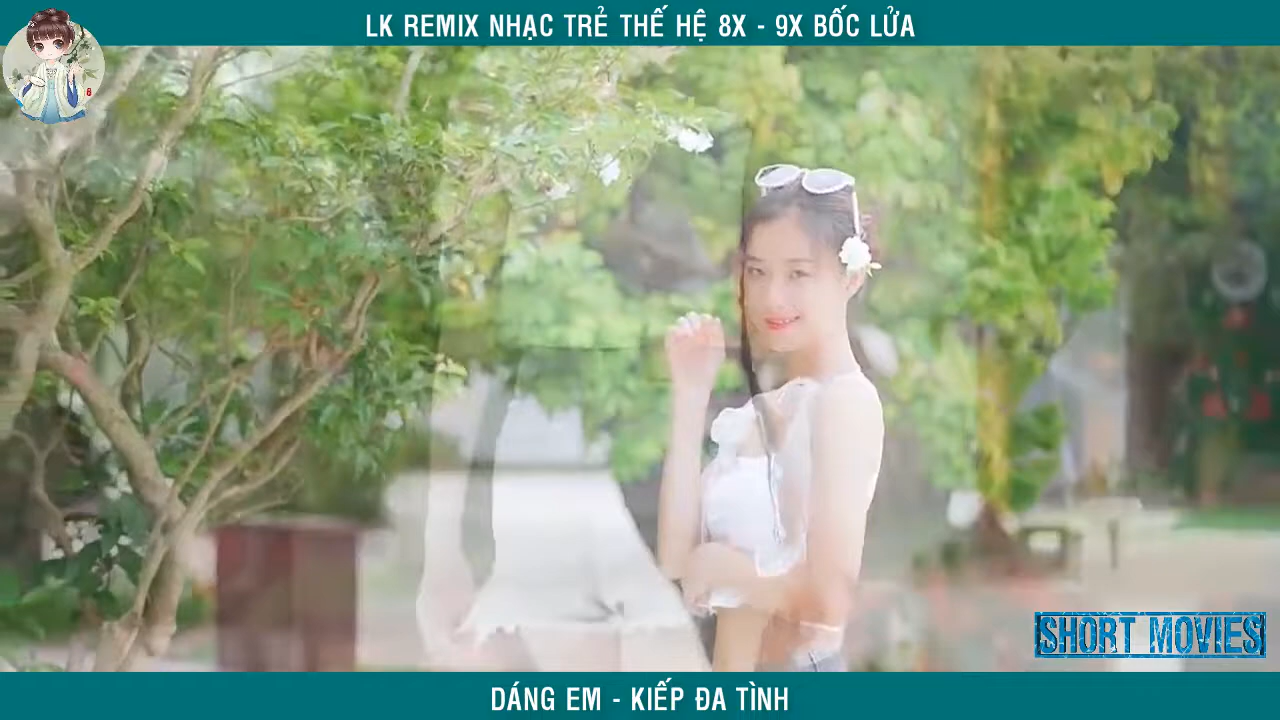 LK REMIX NHẠC TRẺ THẾ HỆ 8X - 9X BỐC LỬA
SHORT MOVIES
DÁNG EM - KIẾP ĐA TÌNH